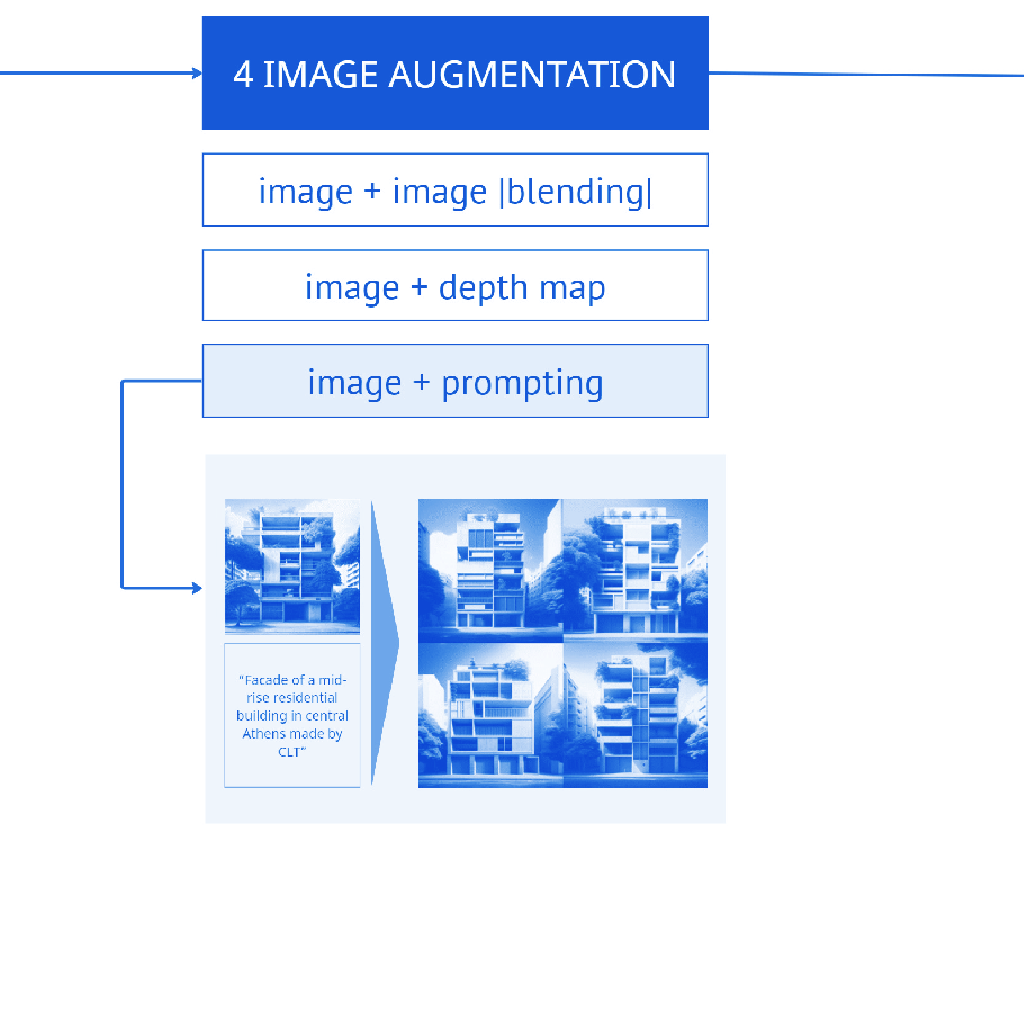 4 IMAGE AUGMENTATION
image + image |blending|
image + depth map
image + prompting
“Facade of a mid-
rise residential
building in central
Athens made by
CLT”